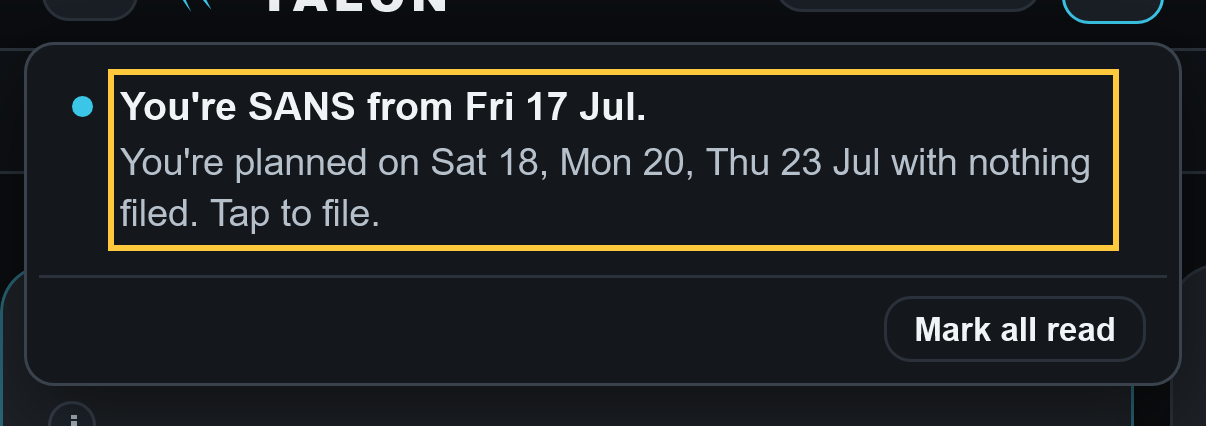 TALON
You're SANS from Fri 17 Jul.
You're planned on Sat 18, Mon 20, Thu 23 Jul with nothing
filed. Tap to file.
Mark all read
i